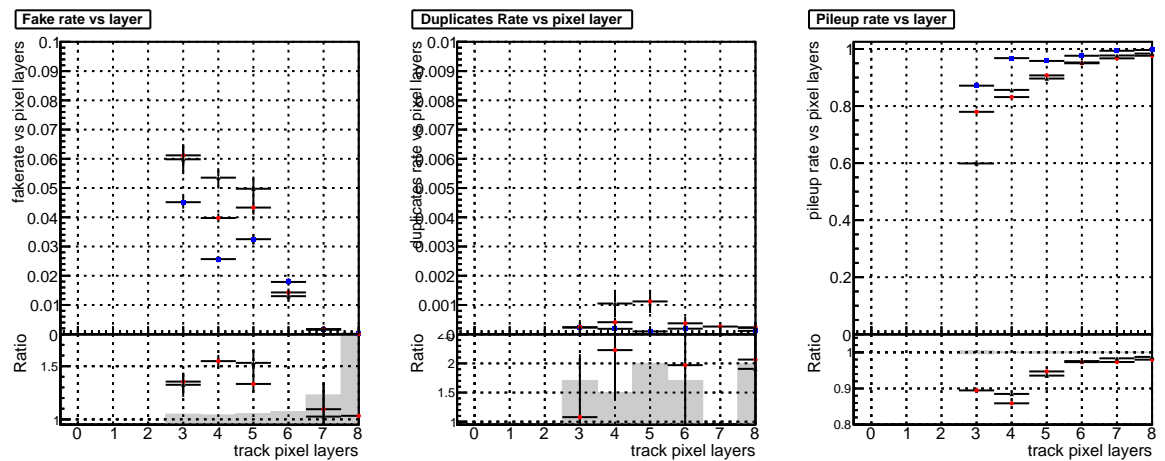 Fake rate vs layer
fakerate vs pixel layers
0.1
0.09
0.08
0.07
0.06
0.05
0.04
0.03
0.02
0.01
0
Ratio
1.5
1
0 1 2 3 4 5 6 7 8
track pixel layers
Duplicates Rate vs pixel layer
duplicates rate vs pixel layers
0.01
0.009
0.008
0.007
0.006
0.005
0.004
0.003
0.002
0.001
0
Ratio
2
1.5
1
0 1 2 3 4 5 6 7 8
track pixel layers
Pileup rate vs layer
pileup rate vs pixel layers
1
0.8
0.6
0.4
0.2
0
Ratio
1
0.9
0.8
0 1 2 3 4 5 6 7 8
track pixel layers